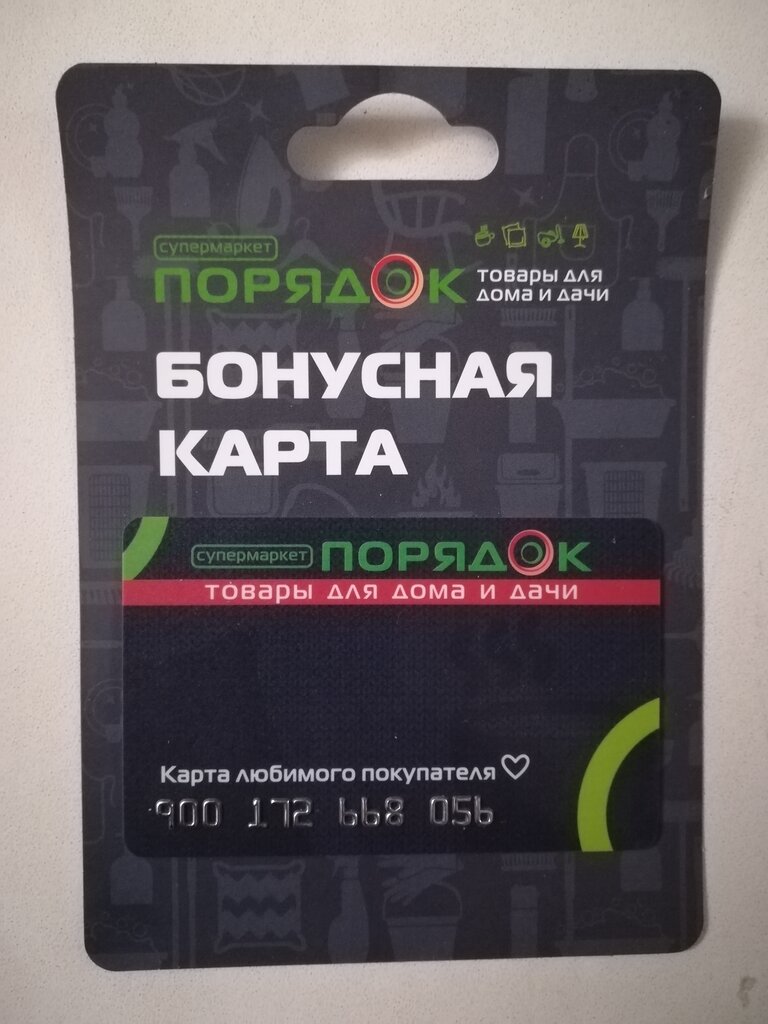 супермаркет
ПОРЯДОК
товары для
дома и дачи
БОНУСНАЯ
КАРТА
супермаркет ПОРЯДОК
товары для дома и дачи
Карта любимого покупателя
900 172 668 056